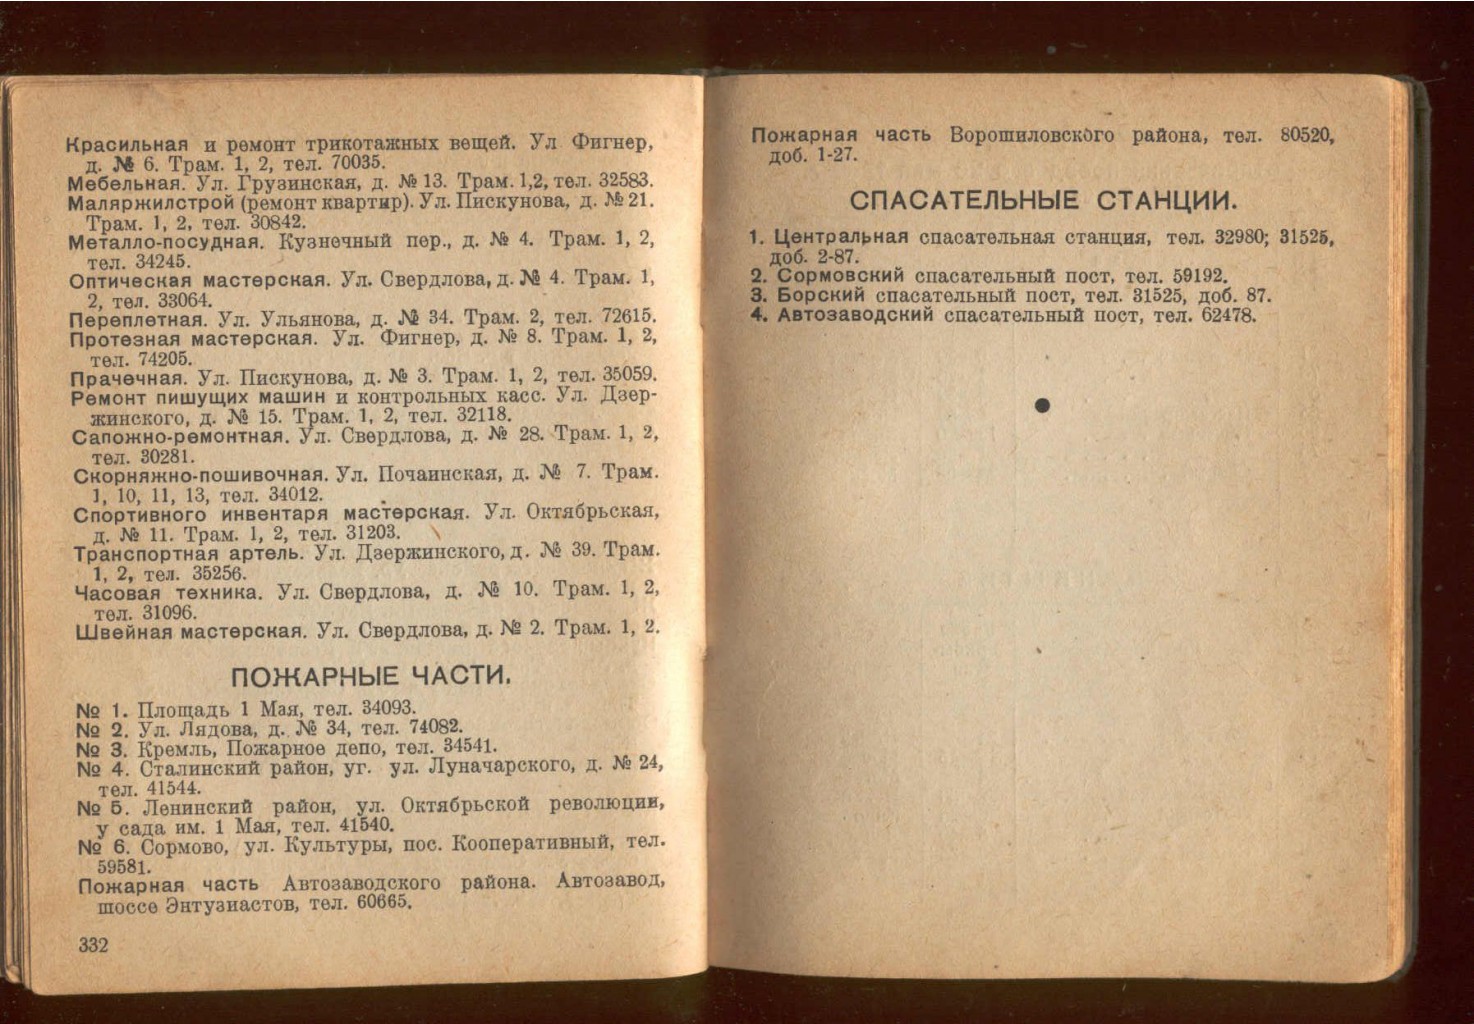 Красильная и ремонт трикотажных вещей. Ул Фигнер,
д. № 6. Трам. 1, 2, тел. 70035.
Мебельная. Ул. Грузинская, д. № 13. Трам. 1,2, тел. 32583.
Маляржилстрой (ремонт квартир). Ул. Пискунова, д. № 21.
Трам. 1, 2, тел. 30842.
Металло-посудная. Кузнечный пер., д. № 4. Трам. 1, 2,
тел. 34245.
Оптическая мастерская. Ул. Свердлова, д. № 4. Трам. 1,
2, тел. 33064.
Переплетная. Ул. Ульянова, д. № 34. Трам. 2, тел. 72615.
Протезная мастерская. Ул. Фигнер, д. № 8. Трам. 1, 2,
тел. 74205.
Прачечная. Ул. Пискунова, д. № 3. Трам. 1, 2, тел. 35059.
Ремонт пишущих машин и контрольных касс. Ул. Дзер-
жинского, д. № 15. Трам. 1, 2, тел. 32118.
Сапожно-ремонтная. Ул. Свердлова, д. № 28. Трам. 1, 2,
тел. 30281.
Скорняжно-пошивочная. Ул. Почаинская, д. № 7. Трам.
1, 10, 11, 13, тел. 34012.
Спортивного инвентаря мастерская. Ул. Октябрьская,
д. № 11. Трам. 1, 2, тел. 31203.
Транспортная артель. Ул. Дзержинского, д. № 39. Трам.
1, 2, тел. 35256.
Часовая техника. Ул. Свердлова, д. № 10. Трам. 1, 2,
тел. 31096.
Швейная мастерская. Ул. Свердлова, д. № 2. Трам. 1, 2.
ПОЖАРНЫЕ ЧАСТИ.
№ 1. Площадь 1 Мая, тел. 34093.
№ 2. Ул. Лядова, д. № 34, тел. 74082.
№ 3. Кремль, Пожарное депо, тел. 34541.
№ 4. Сталинский район, уг. ул. Луначарского, д. № 24,
тел. 41544.
№ 5. Ленинский район, ул. Октябрьской революции,
у сада им. 1 Мая, тел. 41540.
№ 6. Сормово, ул. Культуры, пос. Кооперативный, тел.
59581.
Пожарная часть Автозаводского района. Автозавод,
шоссе Энтузиастов, тел. 60665.
332
Пожарная часть Ворошиловского района, тел. 80520,
доб. 1-27.
СПАСАТЕЛЬНЫЕ СТАНЦИИ.
1. Центральная спасательная станция, тел. 32980; 31525,
доб. 2-87.
2. Сормовский спасательный пост, тел. 59192.
3. Борский спасательный пост, тел. 31525, доб. 87.
4. Автозаводский спасательный пост, тел. 62478.